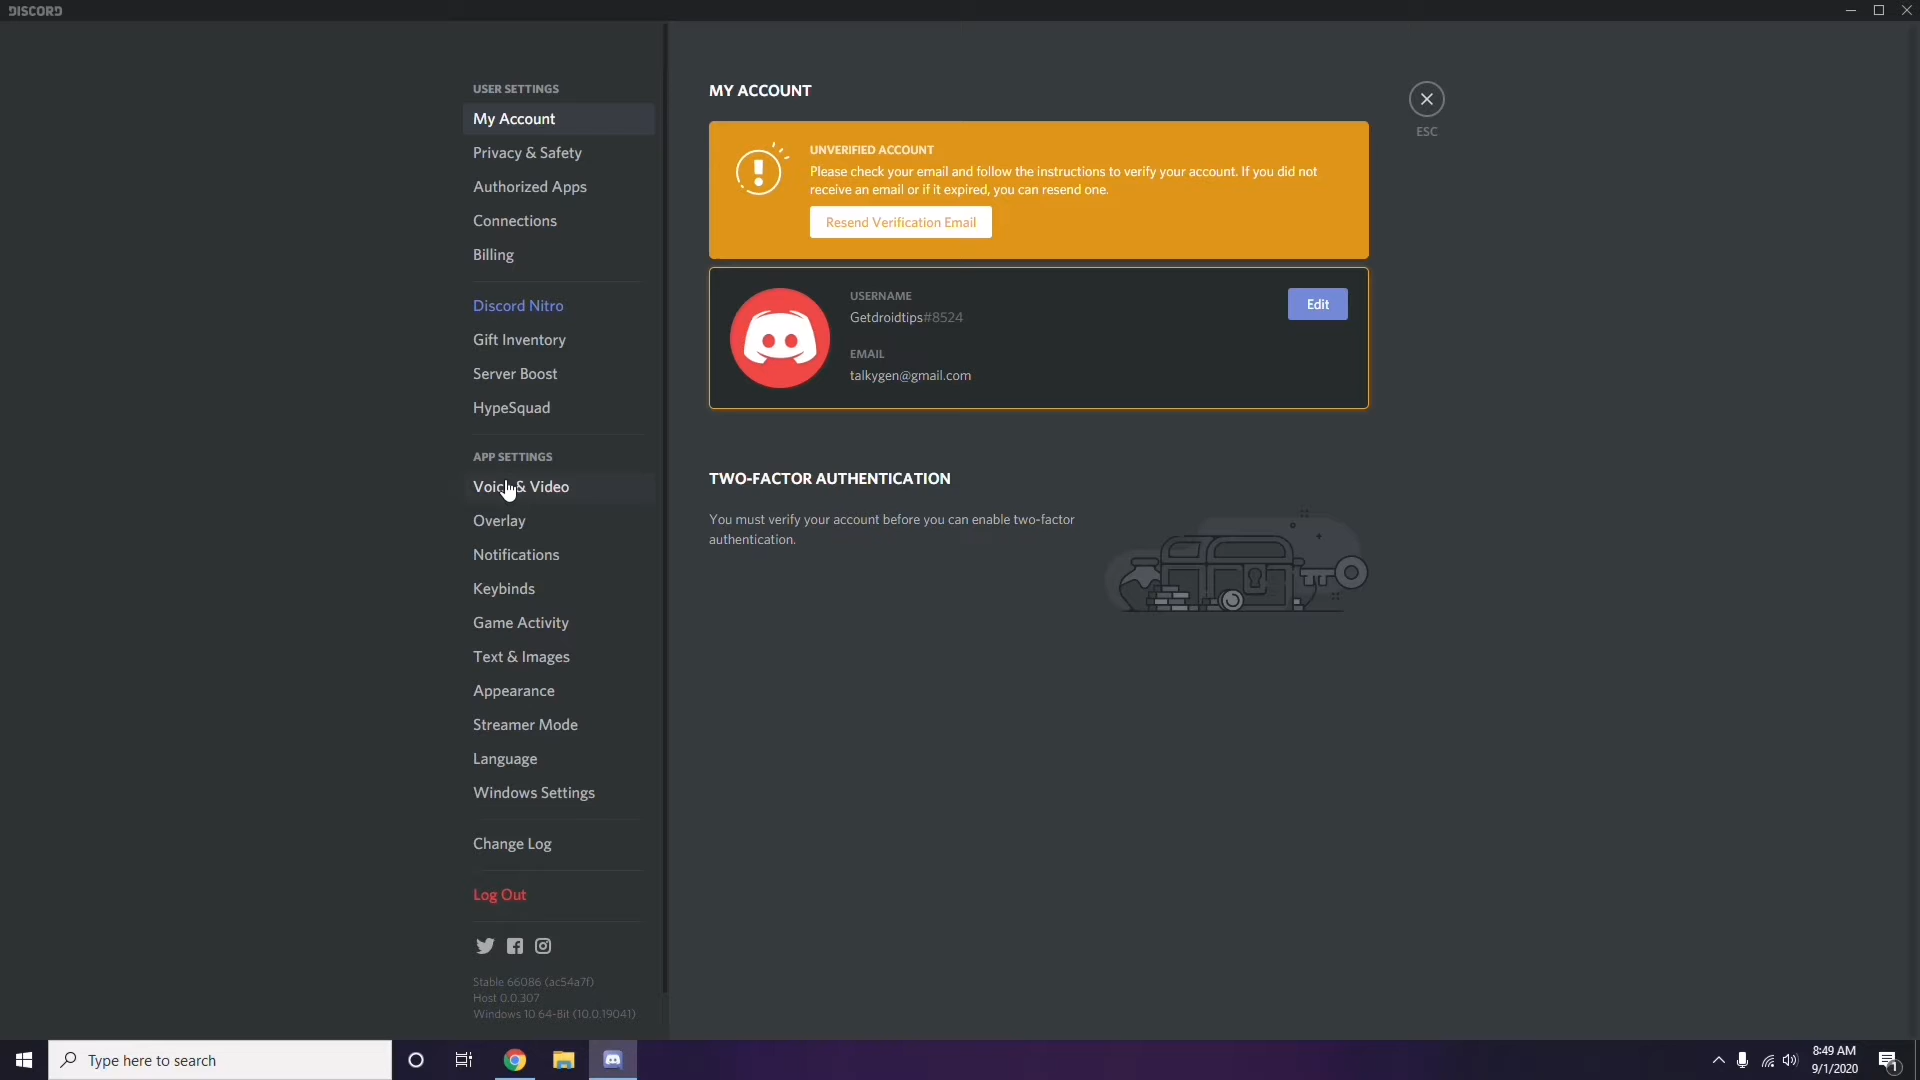 DISCORD
USER SETTINGS
My Account
Privacy & Safety
Authorized Apps
Connections
Billing
Discord Nitro
Gift Inventory
Server Boost
HypeSquad
APP SETTINGS
Voice & Video
Overlay
Notifications
Keybinds
Game Activity
Text & Images
Appearance
Streamer Mode
Language
Windows Settings
Change Log
Log Out
Stable 66086 (ac54a7f)
Host 0.0.307
Windows 10 64-Bit (10.0.19041)
MY ACCOUNT
ESC
UNVERIFIED ACCOUNT
Please check your email and follow the instructions to verify your account. If you did not
receive an email or if it expired, you can resend one.
Resend Verification Email
USERNAME
Getdroidtips#8524
Edit
EMAIL
talkygen@gmail.com
TWO-FACTOR AUTHENTICATION
You must verify your account before you can enable two-factor
authentication.
Type here to search
8:49 AM
9/1/2020
1